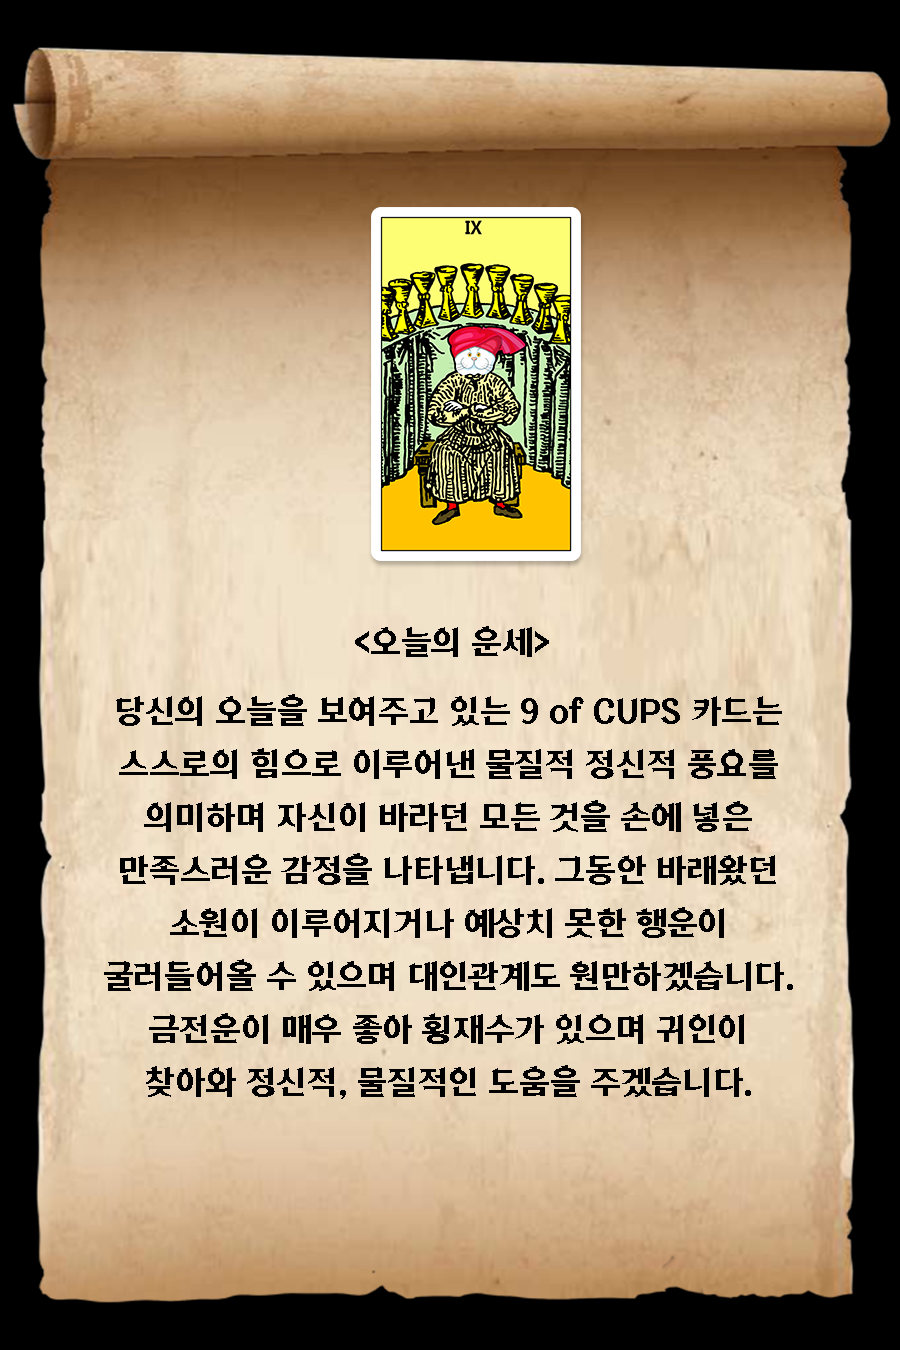 IX
<오늘의 운세>
당신의 오늘을 보여주고 있는 9 of CUPS 카드는
스스로의 힘으로 이루어낸 물질적 정신적 풍요를
의미하며 자신이 바라던 모든 것을 손에 넣은
만족스러운 감정을 나타냅니다. 그동안 바래왔던
소원이 이루어지거나 예상치 못한 행운이
굴러들어올 수 있으며 대인관계도 원만하겠습니다.
금전운이 매우 좋아 횡재수가 있으며 귀인이
찾아와 정신적, 물질적인 도움을 주겠습니다.